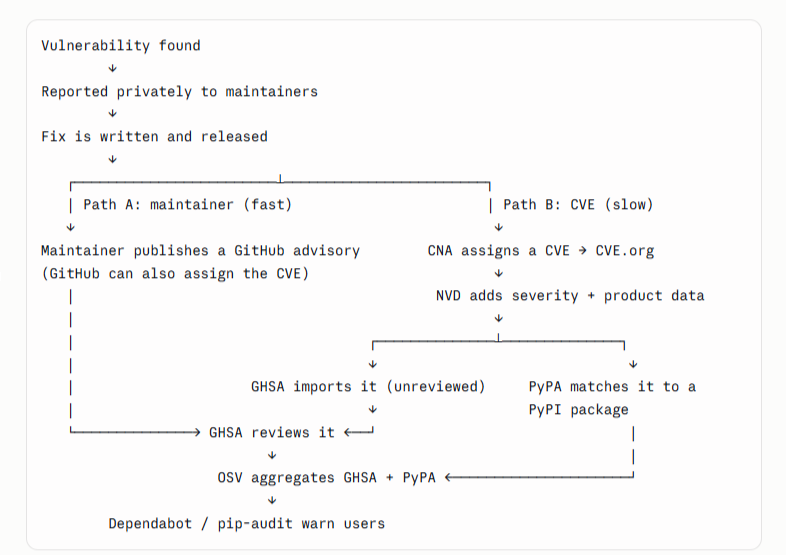 Vulnerability found
↓
Reported privately to maintainers
↓
Fix is written and released
↓
Path A: maintainer (fast) Path B: CVE (slow)
↓ ↓
Maintainer publishes a GitHub advisory CNA assigns a CVE → CVE.org
(GitHub can also assign the CVE) ↓
NVD adds severity + product data
↓
↓ ↓
GHSA imports it (unreviewed) PyPA matches it to a
↓ PyPI package
→ GHSA reviews it ←
↓
OSV aggregates GHSA + PyPA ←
↓
Dependabot / pip-audit warn users